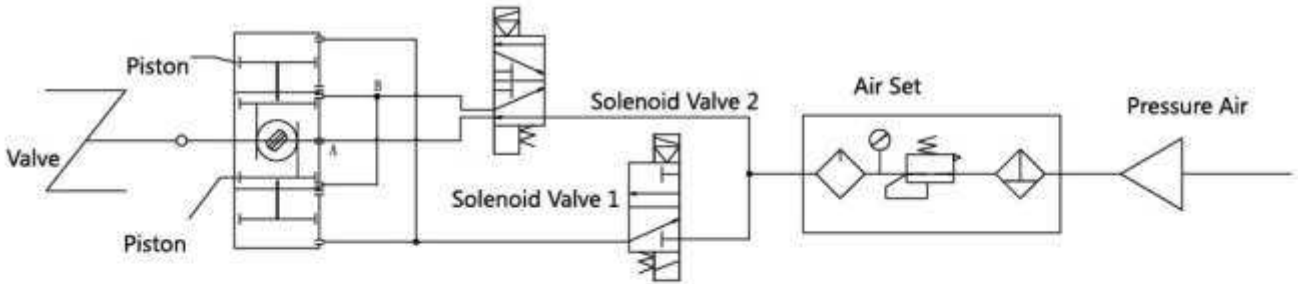 Piston
B
Solenoid Valve 2
Air Set
Pressure Air
Valve
A
Solenoid Valve 1
Piston